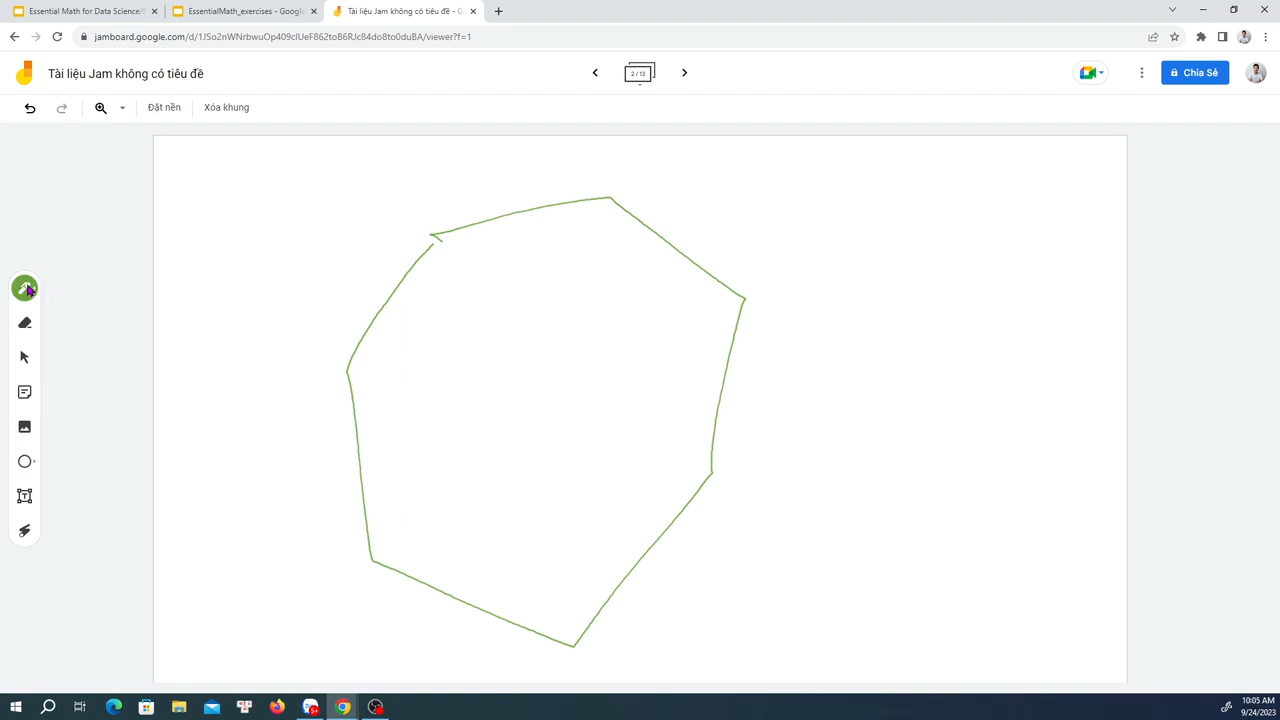 Essential Math for Data Science/
EssentialMath_exercises - Google
Tài liệu Jam không có tiêu đề - G
jamboard.google.com/d/1JSo2nWNrbwuOp409cIUeF862toB6RJc84do8to0duBA/viewer?f=1
Tài liệu Jam không có tiêu đề
2 / 13
Chia Sẻ
Đặt nền
Xóa khung
5+
10:05 AM
9/24/2023